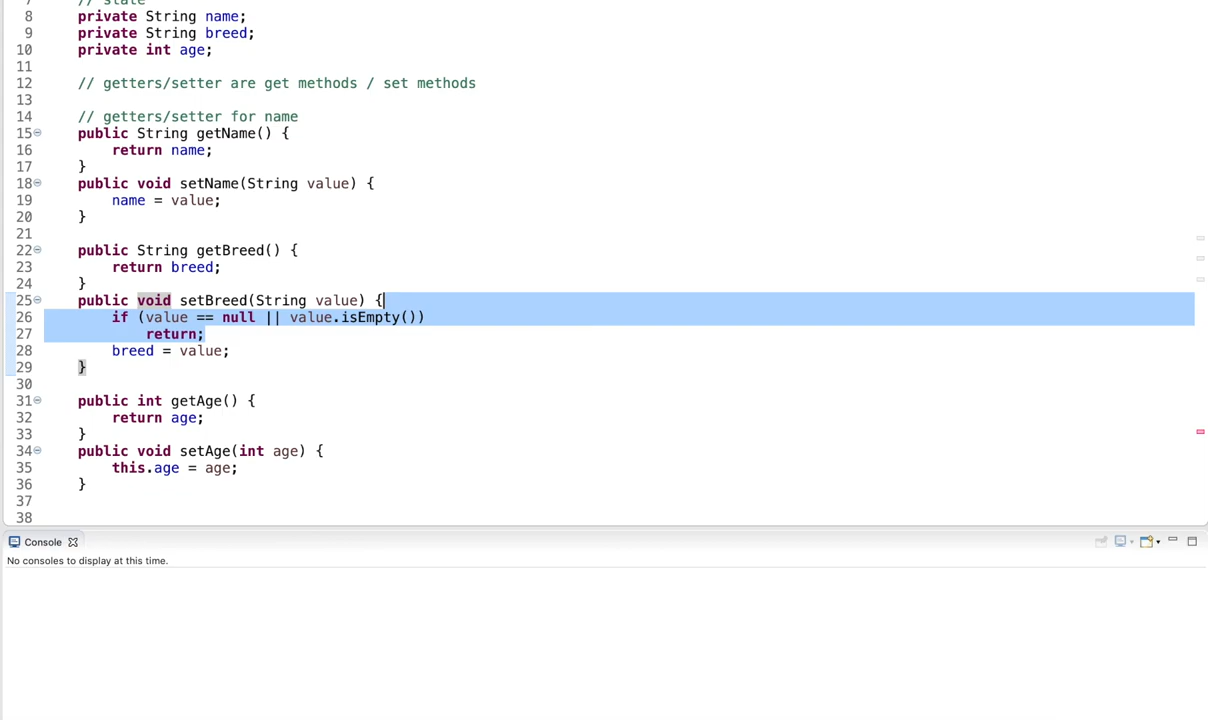 7 // state
8 private String name;
9 private String breed;
10 private int age;
11
12 // getters/setter are get methods / set methods
13
14 // getters/setter for name
15 public String getName() {
16 return name;
17 }
18 public void setName(String value) {
19 name = value;
20 }
21
22 public String getBreed() {
23 return breed;
24 }
25 public void setBreed(String value) {
26 if (value == null || value.isEmpty())
27 return;
28 breed = value;
29 }
30
31 public int getAge() {
32 return age;
33 }
34 public void setAge(int age) {
35 this.age = age;
36 }
37
38
Console
No consoles to display at this time.